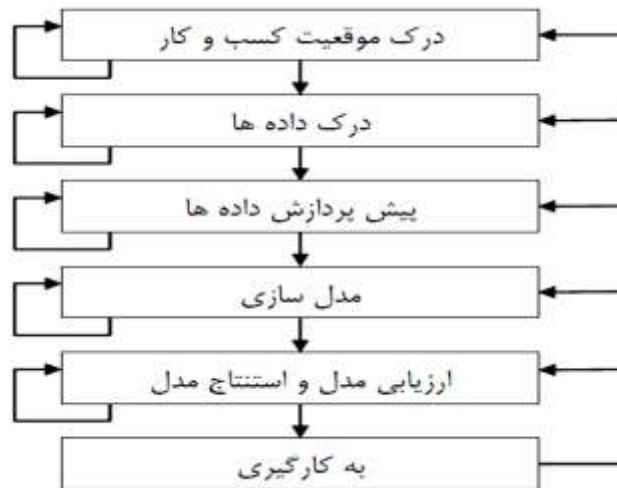 درک موقعیت کسب و کار
درک داده ها
پیش پردازش داده ها
مدل سازی
ارزیابی مدل و استنتاج مدل
به کارگیری